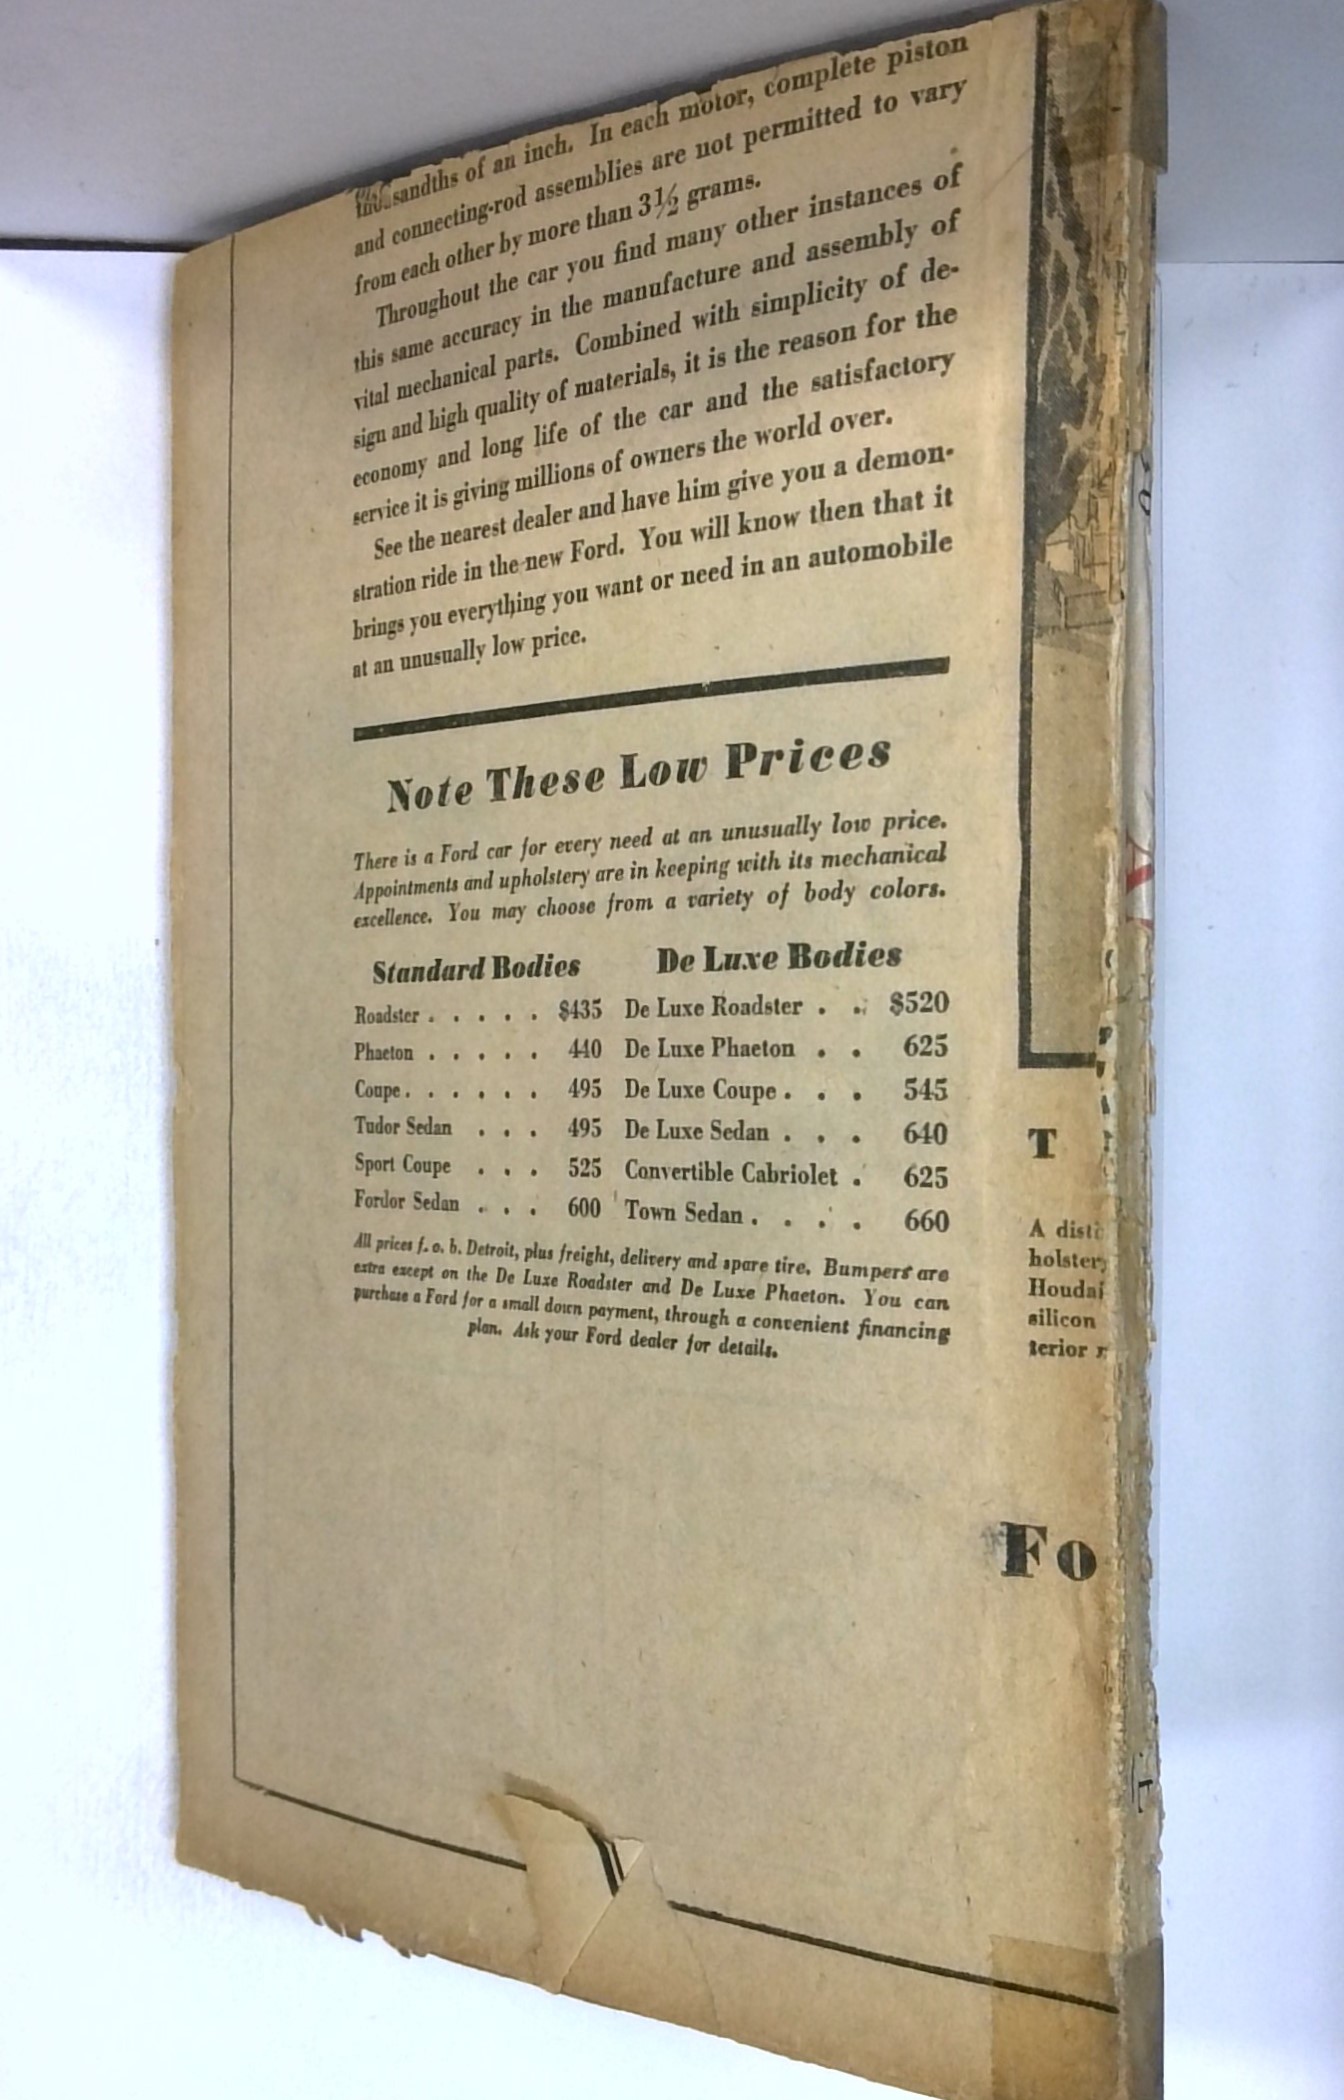 thousandths of an inch. In each motor, complete piston
and connecting-rod assemblies are not permitted to vary
from each other by more than 3½ grams.
Throughout the car you find many other instances of
this same accuracy in the manufacture and assembly of
vital mechanical parts. Combined with simplicity of de-
sign and high quality of materials, it is the reason for the
economy and long life of the car and the satisfactory
service it is giving millions of owners the world over.
See the nearest dealer and have him give you a demon-
stration ride in the new Ford. You will know then that it
brings you everything you want or need in an automobile
at an unusually low price.
Note These Low Prices
There is a Ford car for every need at an unusually low price.
Appointments and upholstery are in keeping with its mechanical
excellence. You may choose from a variety of body colors.
Standard Bodies
Roadster . . . . . $435
Phaeton . . . . . 440
Coupe . . . . . . 495
Tudor Sedan . . . 495
Sport Coupe . . . 525
Fordor Sedan . . . 600
De Luxe Bodies
De Luxe Roadster . . $520
De Luxe Phaeton . . 625
De Luxe Coupe . . . 545
De Luxe Sedan . . . 640
Convertible Cabriolet . 625
Town Sedan . . . . 660
All prices f. o. b. Detroit, plus freight, delivery and spare tire. Bumpers are
extra except on the De Luxe Roadster and De Luxe Phaeton. You can
purchase a Ford for a small down payment, through a convenient financing
plan. Ask your Ford dealer for details.
T
A disti
holstery
Houdai
silicon
terior
Fo